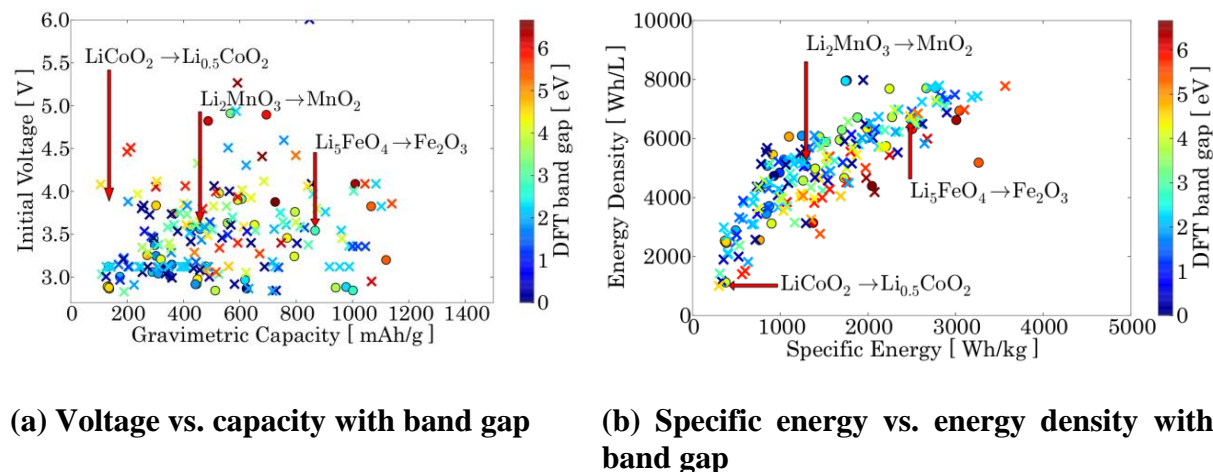 6.0
5.5
5.0
4.5
4.0
3.5
3.0
0 200 400 600 800 1000 1200 1400
Initial Voltage [ V ]
Gravimetric Capacity [ mAh/g ]
LiCoO₂ →Li₀.₅CoO₂
Li₂MnO₃→MnO₂
Li₅FeO₄→Fe₂O₃
6
5
4
3
2
1
0
DFT band gap [ eV ]
(a) Voltage vs. capacity with band gap
10000
8000
6000
4000
2000
0
0 1000 2000 3000 4000 5000
Energy Density [Wh/L]
Specific Energy [ Wh/kg ]
Li₂MnO₃→MnO₂
Li₅FeO₄→Fe₂O₃
LiCoO₂ →Li₀.₅CoO₂
6
5
4
3
2
1
0
DFT band gap [ eV ]
(b) Specific energy vs. energy density with
band gap